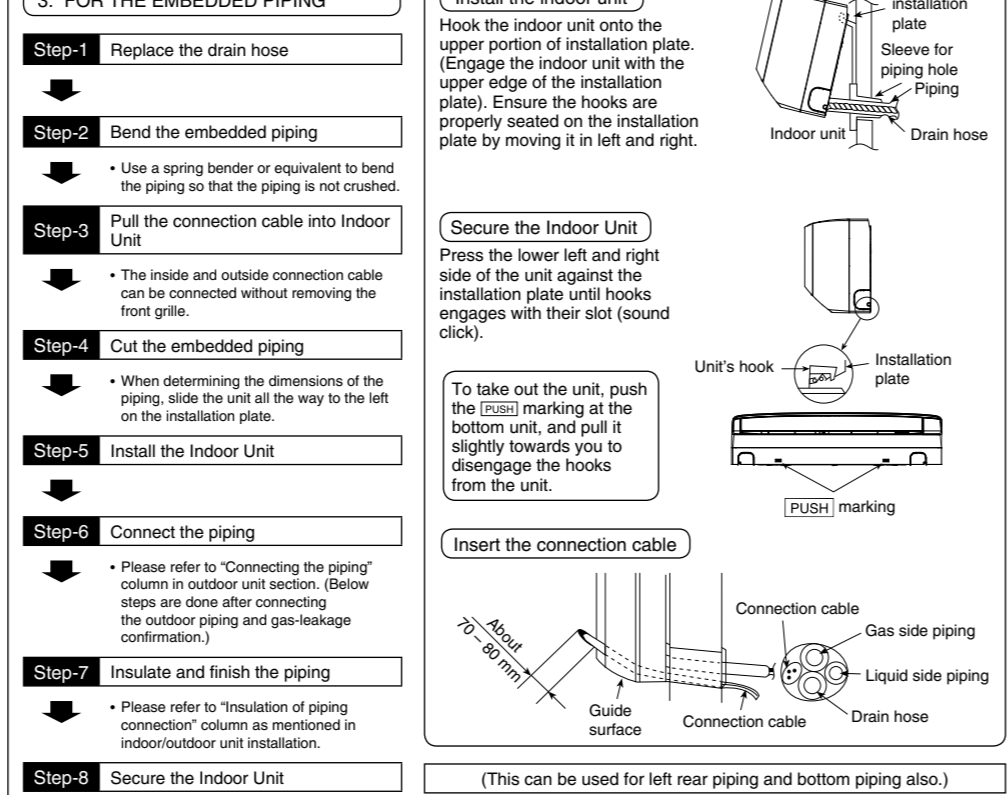 3. FOR THE EMBEDDED PIPING
Step-1 Replace the drain hose
Step-2 Bend the embedded piping
• Use a spring bender or equivalent to bend
the piping so that the piping is not crushed.
Step-3 Pull the connection cable into Indoor
Unit
• The inside and outside connection cable
can be connected without removing the
front grille.
Step-4 Cut the embedded piping
• When determining the dimensions of the
piping, slide the unit all the way to the left
on the installation plate.
Step-5 Install the Indoor Unit
Step-6 Connect the piping
• Please refer to “Connecting the piping”
column in outdoor unit section. (Below
steps are done after connecting
the outdoor piping and gas-leakage
confirmation.)
Step-7 Insulate and finish the piping
• Please refer to “Insulation of piping
connection” column as mentioned in
indoor/outdoor unit installation.
Step-8 Secure the Indoor Unit
Install the indoor unit
Hook the indoor unit onto the
upper portion of installation plate.
(Engage the indoor unit with the
upper edge of the installation
plate). Ensure the hooks are
properly seated on the installation
plate by moving it in left and right.
installation
plate
Sleeve for
piping hole
Piping
Indoor unit
Drain hose
Secure the Indoor Unit
Press the lower left and right
side of the unit against the
installation plate until hooks
engages with their slot (sound
click).
Unit's hook
Installation
plate
To take out the unit, push
the PUSH marking at the
bottom unit, and pull it
slightly towards you to
disengage the hooks
from the unit.
PUSH marking
Insert the connection cable
About
70 – 80 mm
Guide
surface
Connection cable
Connection cable
Gas side piping
Liquid side piping
Drain hose
(This can be used for left rear piping and bottom piping also.)